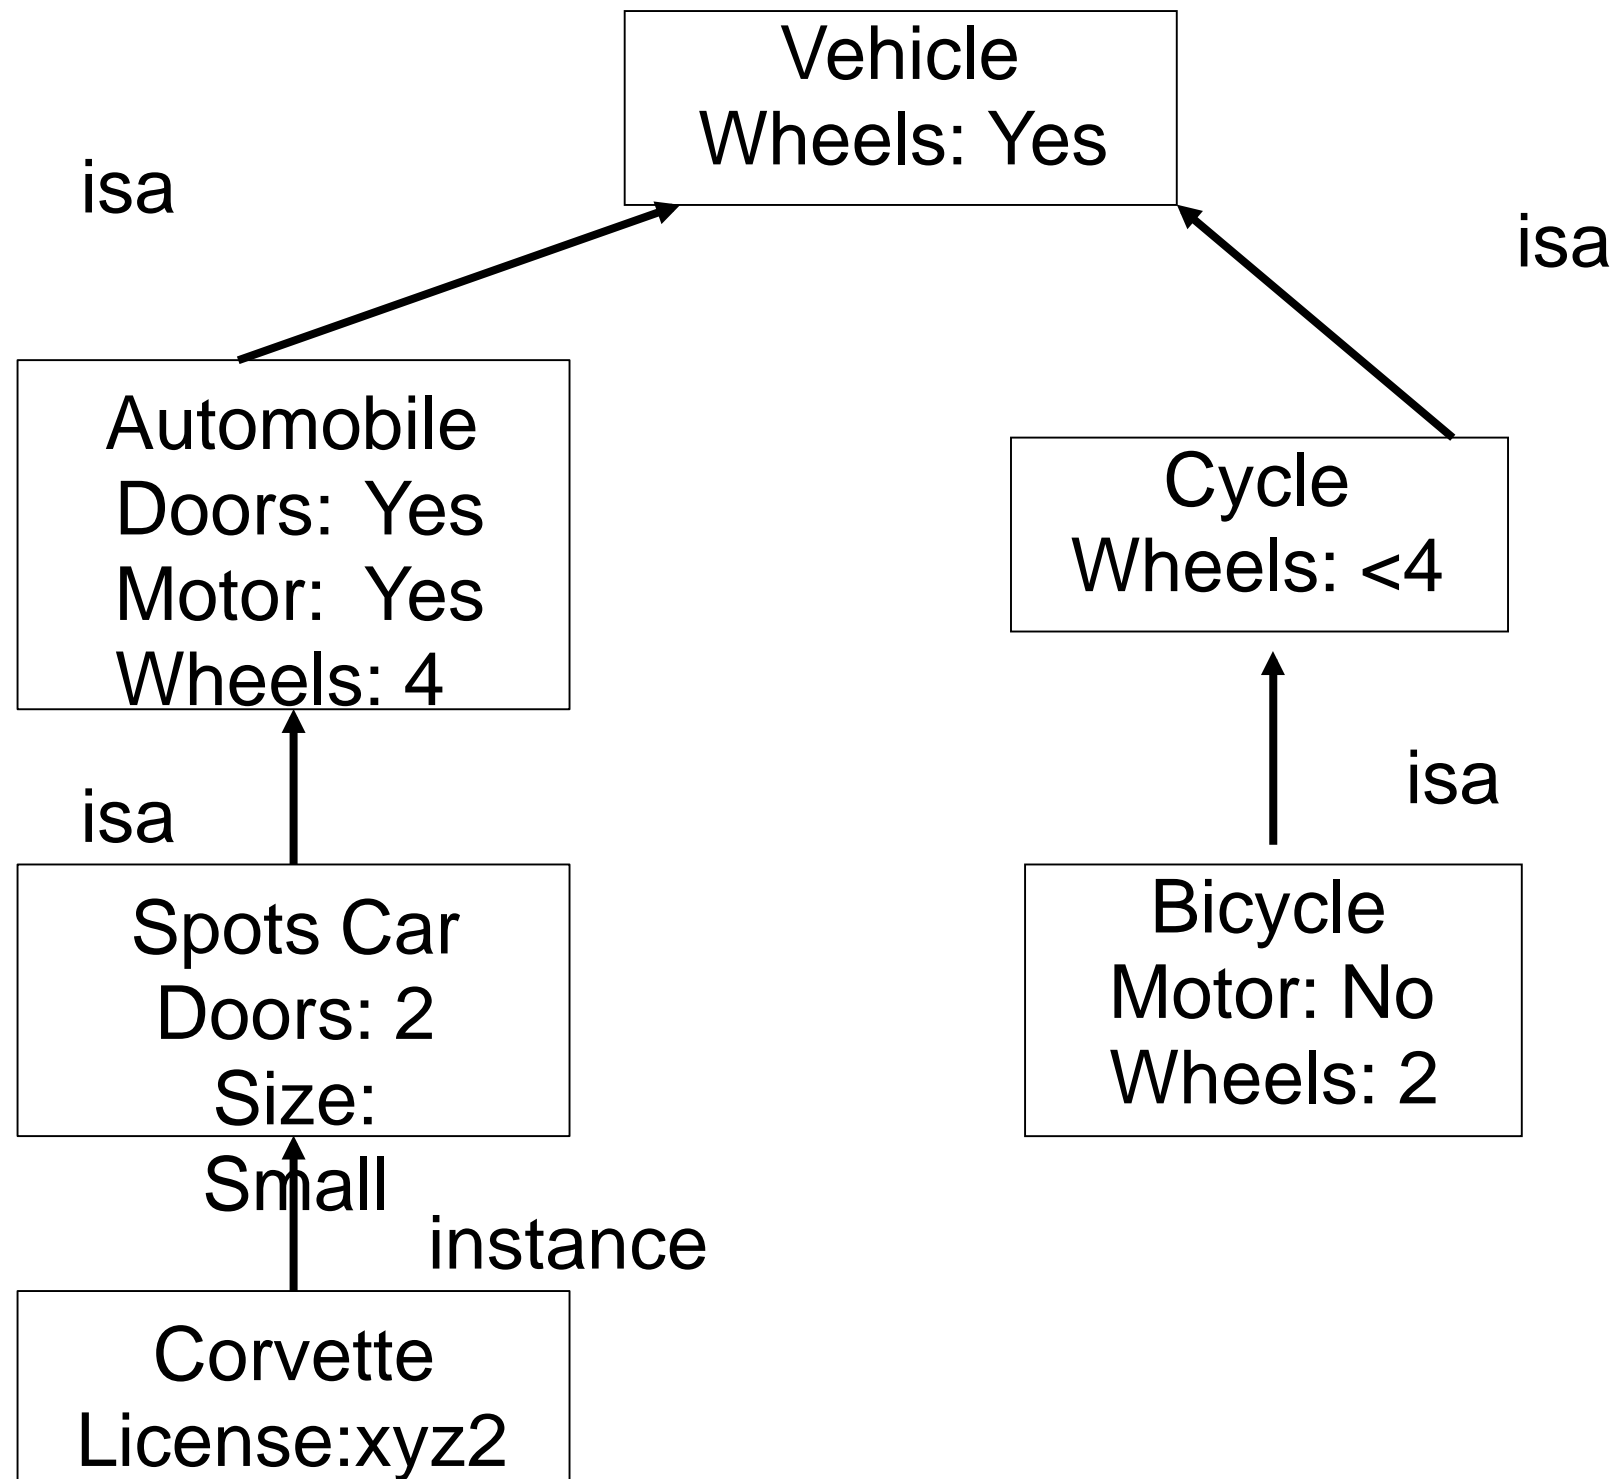 Vehicle
Wheels: Yes
isa
isa
Automobile
Doors: Yes
Motor: Yes
Wheels: 4
Cycle
Wheels: <4
isa
isa
Spots Car
Doors: 2
Size:
Small
Bicycle
Motor: No
Wheels: 2
instance
Corvette
License:xyz2